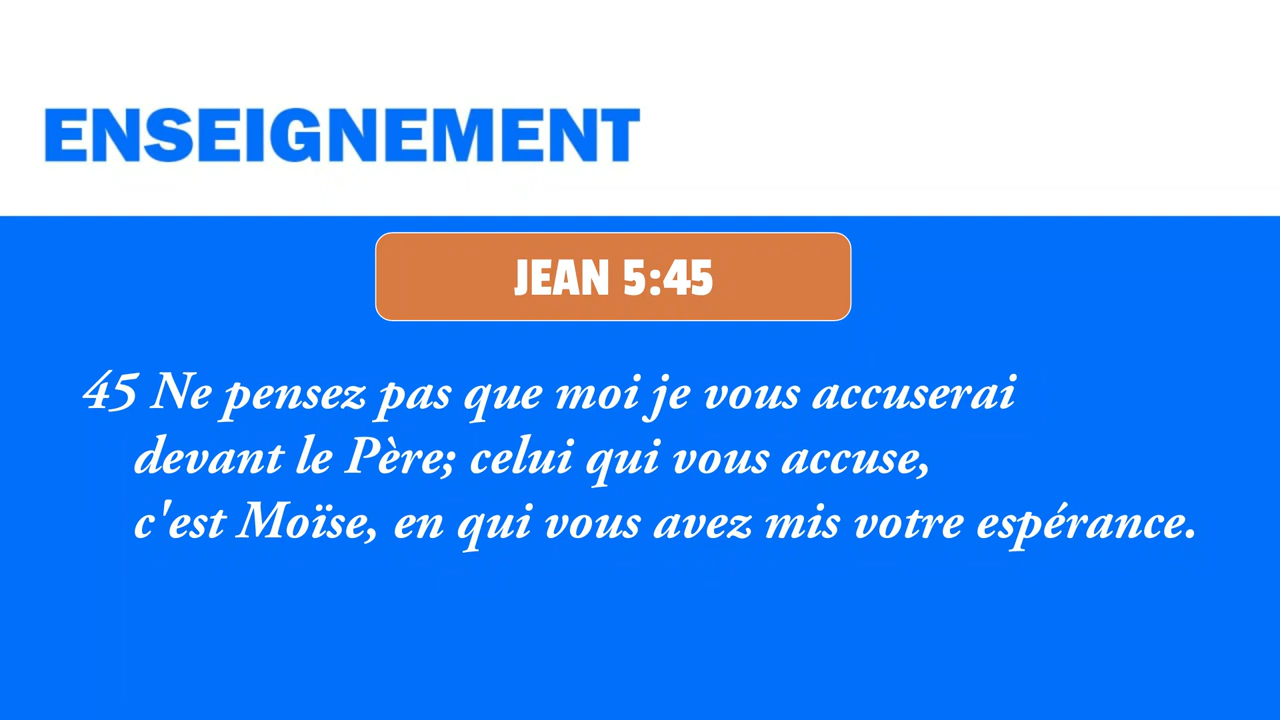 ENSEIGNEMENT
JEAN 5:45
45 Ne pensez pas que moi je vous accuserai
devant le Père; celui qui vous accuse,
c'est Moïse, en qui vous avez mis votre espérance.